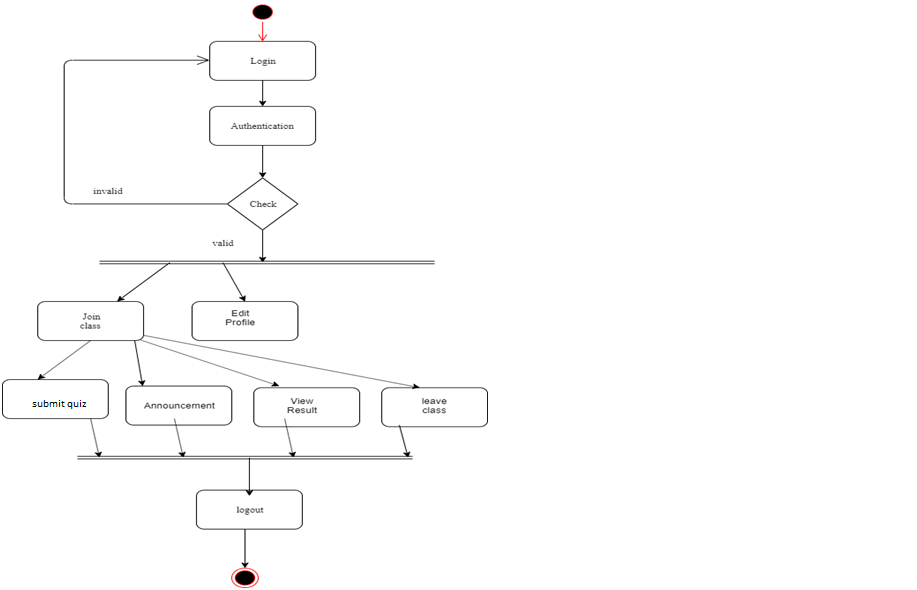 Login
Authentication
invalid
Check
valid
Join
class
Edit
Profile
submit quiz
Announcement
View
Result
leave
class
logout